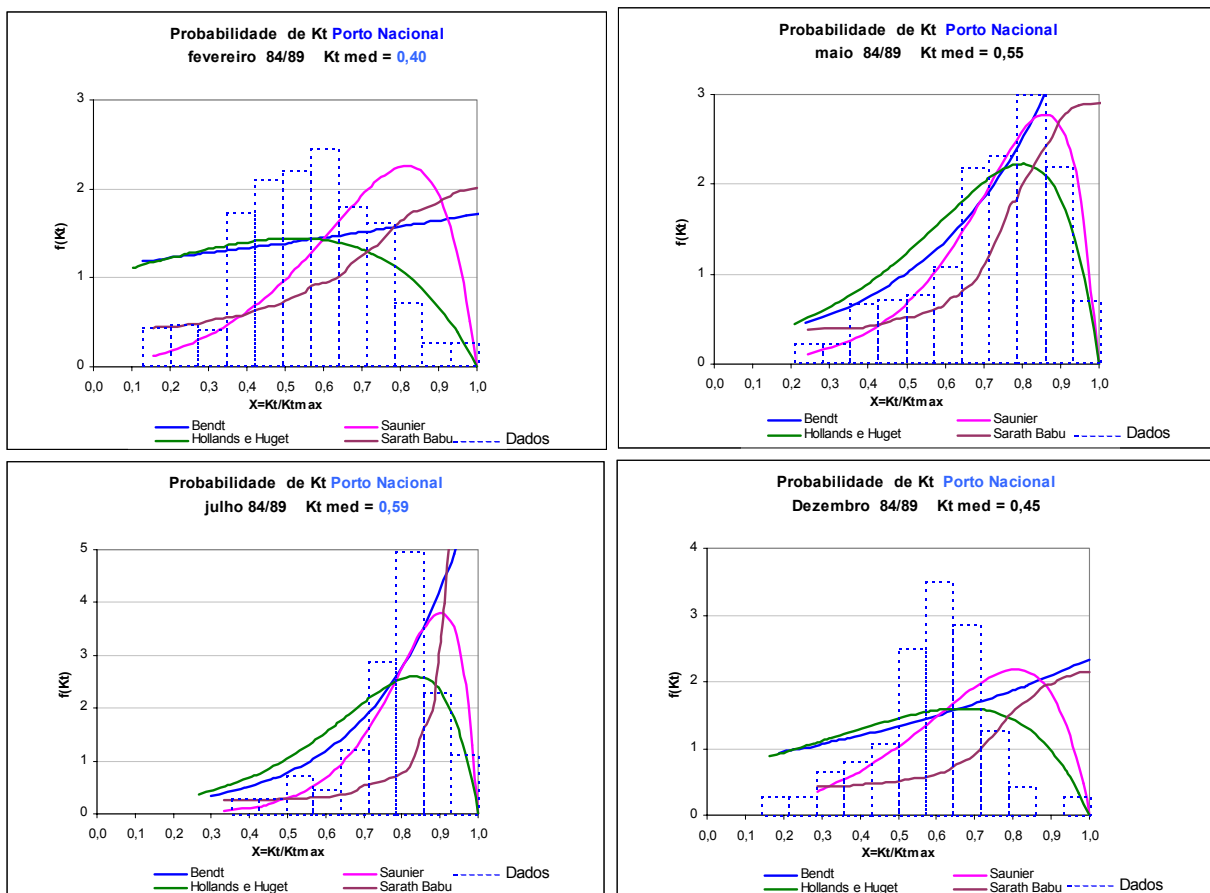 Probabilidade de Kt Porto Nacional
fevereiro 84/89 Kt med = 0,40
f(Kt)
3
2
1
0
0,0 0,1 0,2 0,3 0,4 0,5 0,6 0,7 0,8 0,9 1,0
X=Kt/Ktmax
Bendt Saunier
Hollands e Huget Sarath Babu Dados
Probabilidade de Kt Porto Nacional
maio 84/89 Kt med = 0,55
f(Kt)
3
2
1
0
0,0 0,1 0,2 0,3 0,4 0,5 0,6 0,7 0,8 0,9 1,0
X=Kt/Ktmax
Bendt Saunier
Hollands e Huget Sarath Babu Dados
Probabilidade de Kt Porto Nacional
julho 84/89 Kt med = 0,59
f(Kt)
5
4
3
2
1
0
0,0 0,1 0,2 0,3 0,4 0,5 0,6 0,7 0,8 0,9 1,0
X=Kt/Ktmax
Bendt Saunier
Hollands e Huget Sarath Babu Dados
Probabilidade de Kt Porto Nacional
Dezembro 84/89 Kt med = 0,45
f(Kt)
4
3
2
1
0
0,0 0,1 0,2 0,3 0,4 0,5 0,6 0,7 0,8 0,9 1,0
X=Kt/Ktmax
Bendt Saunier
Hollands e Huget Sarath Babu Dados